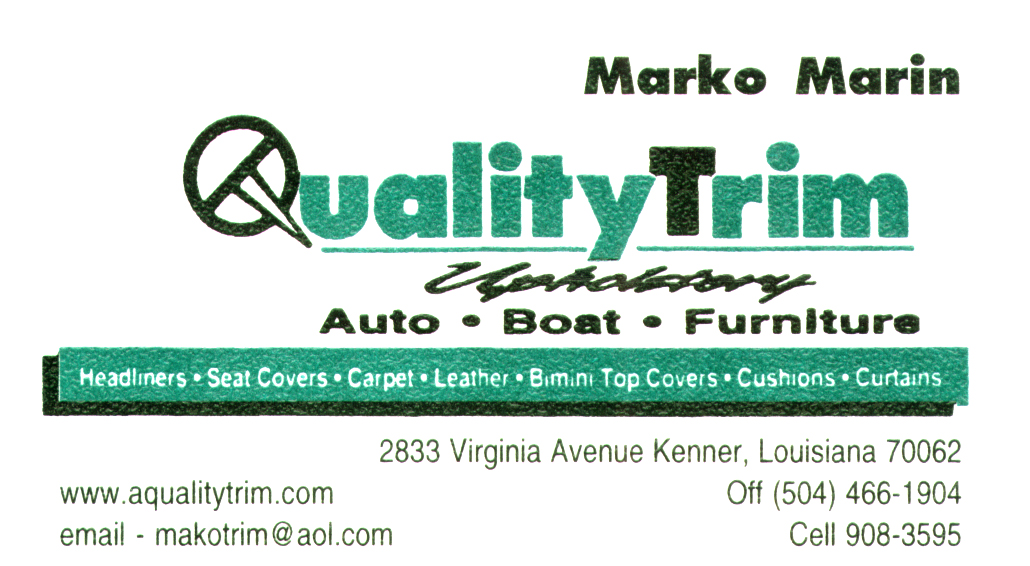 Marko Marin
QualityTrim
Upholstory
Auto • Boat • Furniture
Headliners • Seat Covers • Carpet • Leather • Bimini Top Covers • Cushions • Curtains
2833 Virginia Avenue Kenner, Louisiana 70062
www.aqualitytrim.com
Off (504) 466-1904
email - makotrim@aol.com
Cell 908-3595